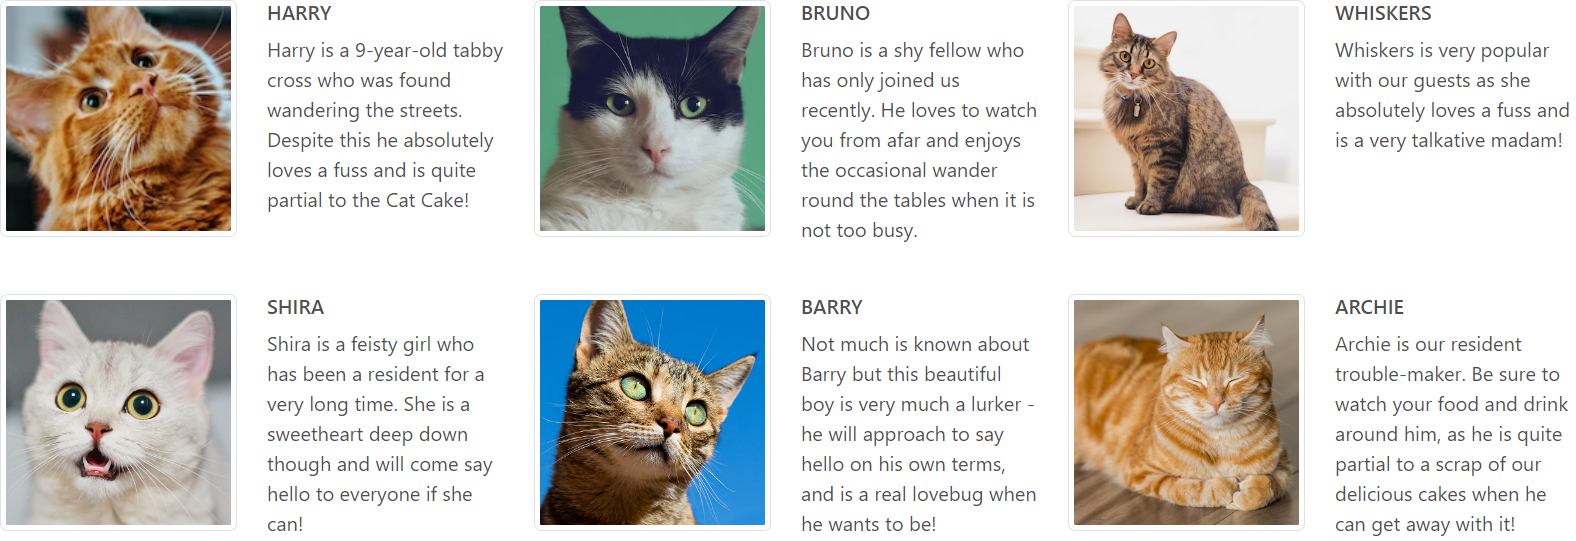 HARRY
Harry is a 9-year-old tabby
cross who was found
wandering the streets.
Despite this he absolutely
loves a fuss and is quite
partial to the Cat Cake!
BRUNO
Bruno is a shy fellow who
has only joined us
recently. He loves to watch
you from afar and enjoys
the occasional wander
round the tables when it is
not too busy.
WHISKERS
Whiskers is very popular
with our guests as she
absolutely loves a fuss and
is a very talkative madam!
SHIRA
Shira is a feisty girl who
has been a resident for a
very long time. She is a
sweetheart deep down
though and will come say
hello to everyone if she
can!
BARRY
Not much is known about
Barry but this beautiful
boy is very much a lurker -
he will approach to say
hello on his own terms,
and is a real lovebug when
he wants to be!
ARCHIE
Archie is our resident
trouble-maker. Be sure to
watch your food and drink
around him, as he is quite
partial to a scrap of our
delicious cakes when he
can get away with it!